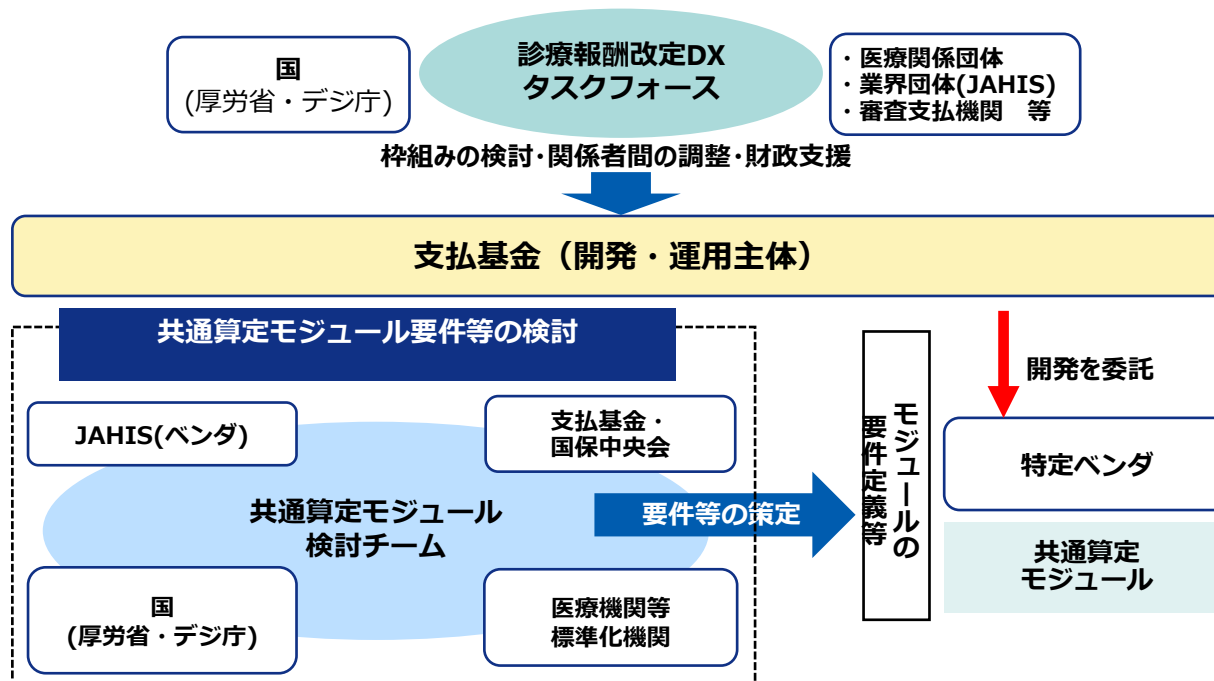 国
(厚労省・デジ庁)
診療報酬改定DX
タスクフォース
・医療関係団体
・業界団体(JAHIS)
・審査支払機関　等
枠組みの検討・関係者間の調整・財政支援
支払基金（開発・運用主体）
共通算定モジュール要件等の検討
JAHIS(ベンダ)
支払基金・
国保中央会
共通算定モジュール
検討チーム
国
(厚労省・デジ庁)
医療機関等
標準化機関
要件等の策定
モジュールの
要件定義等
開発を委託
特定ベンダ
共通算定
モジュール